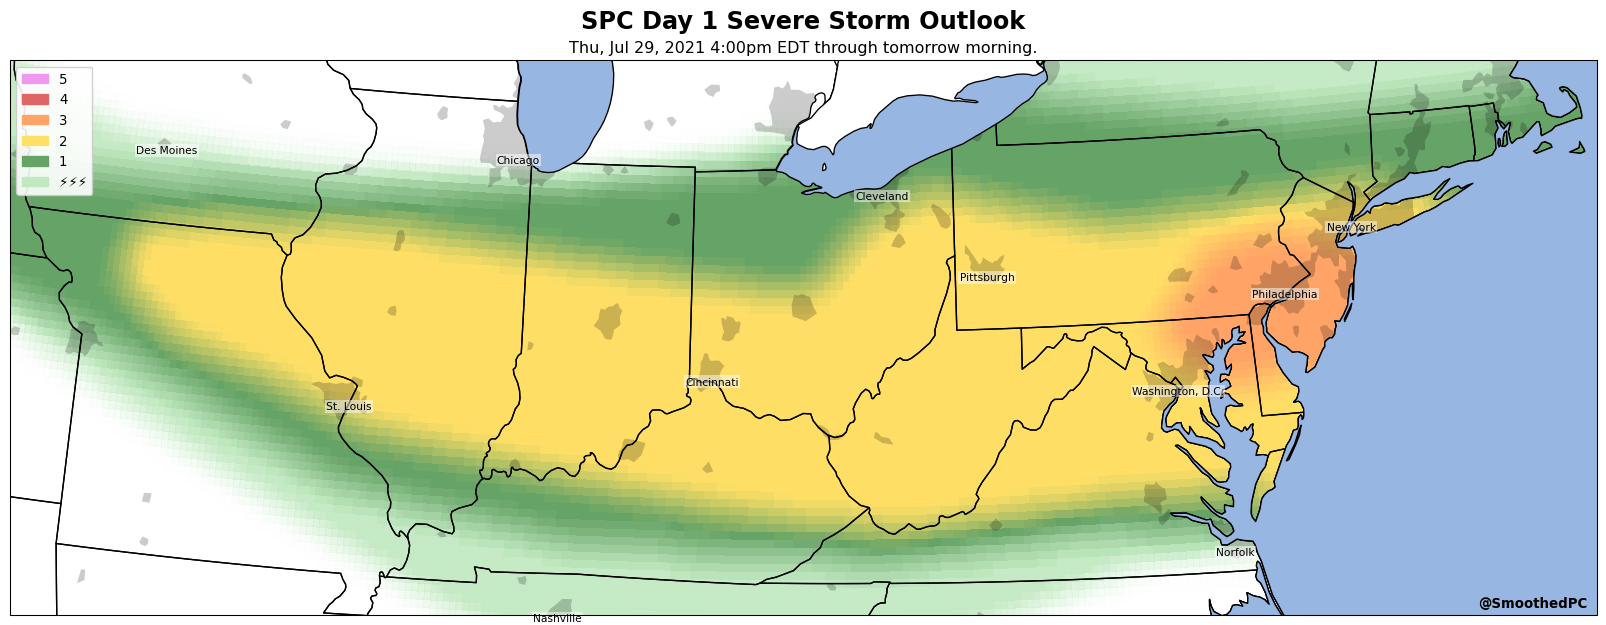 SPC Day 1 Severe Storm Outlook
Thu, Jul 29, 2021 4:00pm EDT through tomorrow morning.
5
4
3
2
1
⚡⚡⚡
Des Moines
Chicago
Cleveland
New York
Pittsburgh
Philadelphia
Cincinnati
Washington, D.C.
St. Louis
Norfolk
@SmoothedPC
Nashville